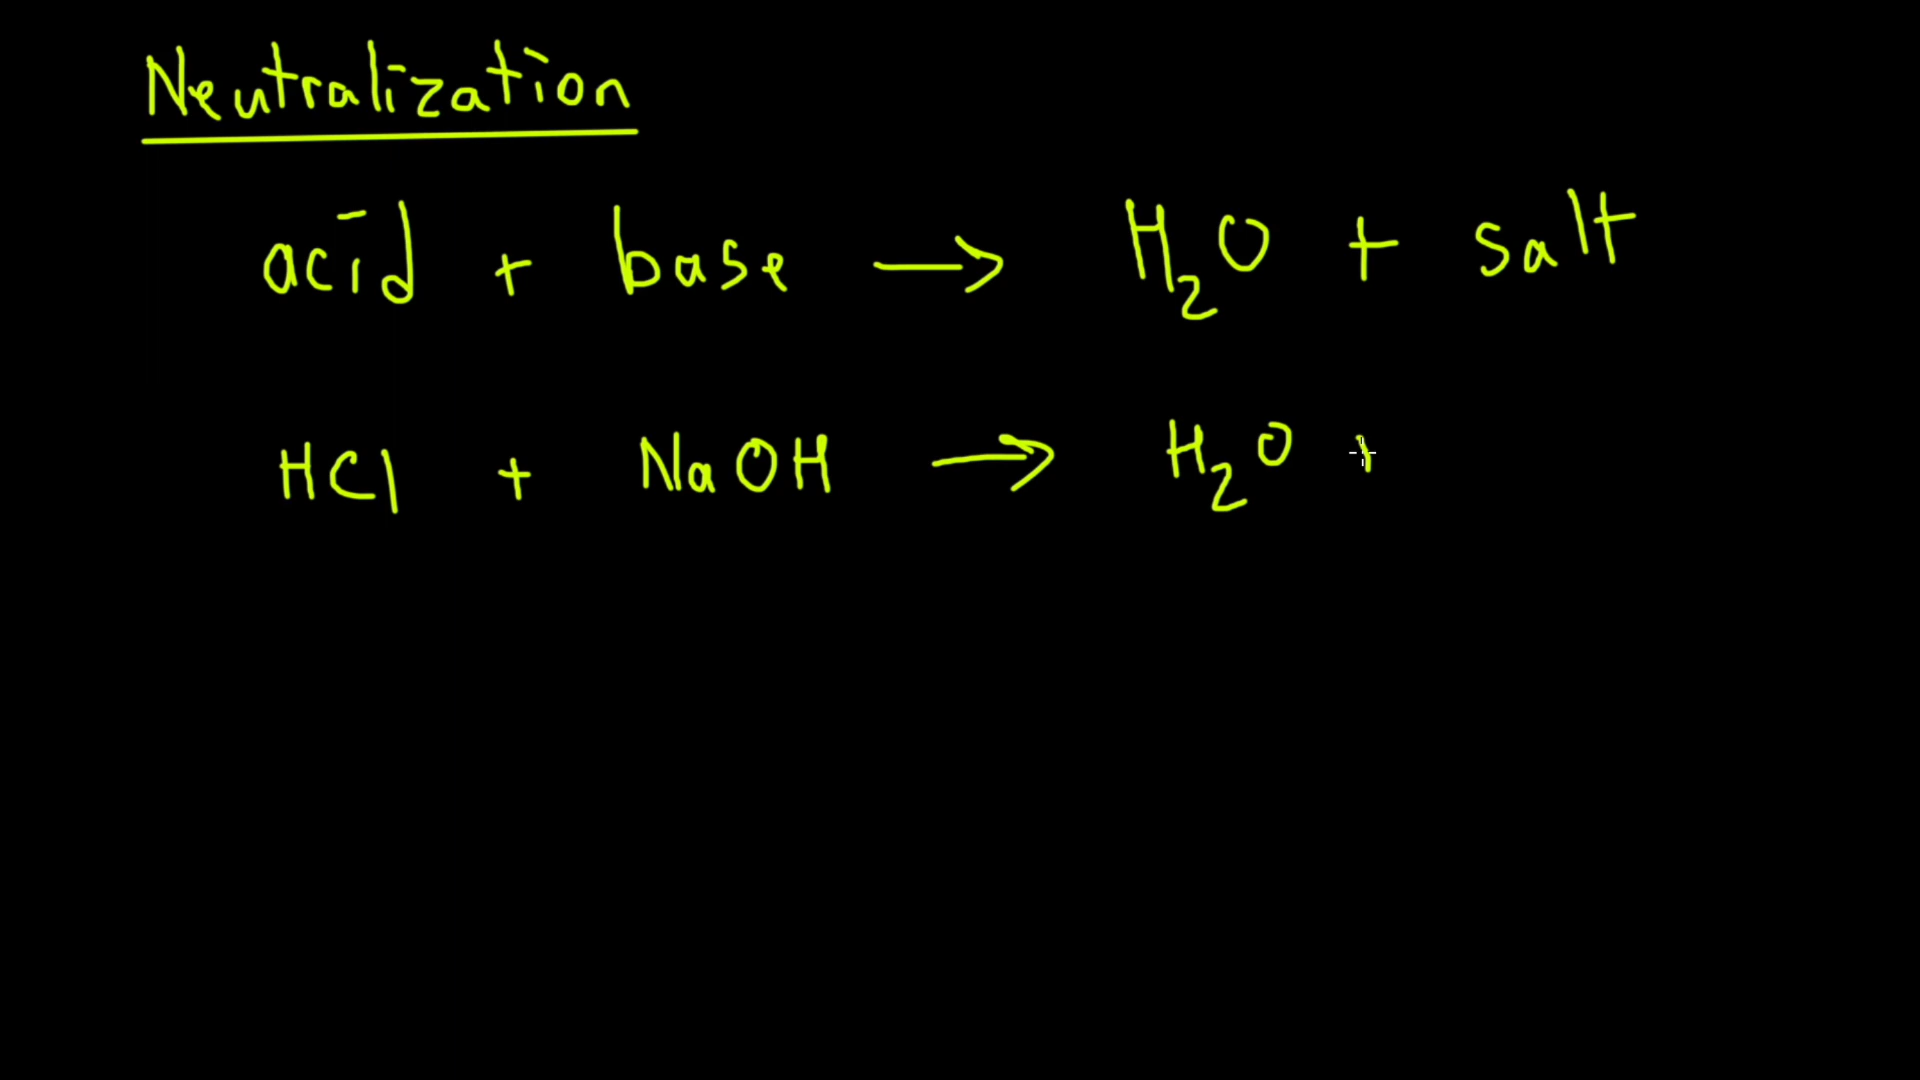 Neutralization
acid + base → H₂O + salt
HCl + NaOH → H₂O +